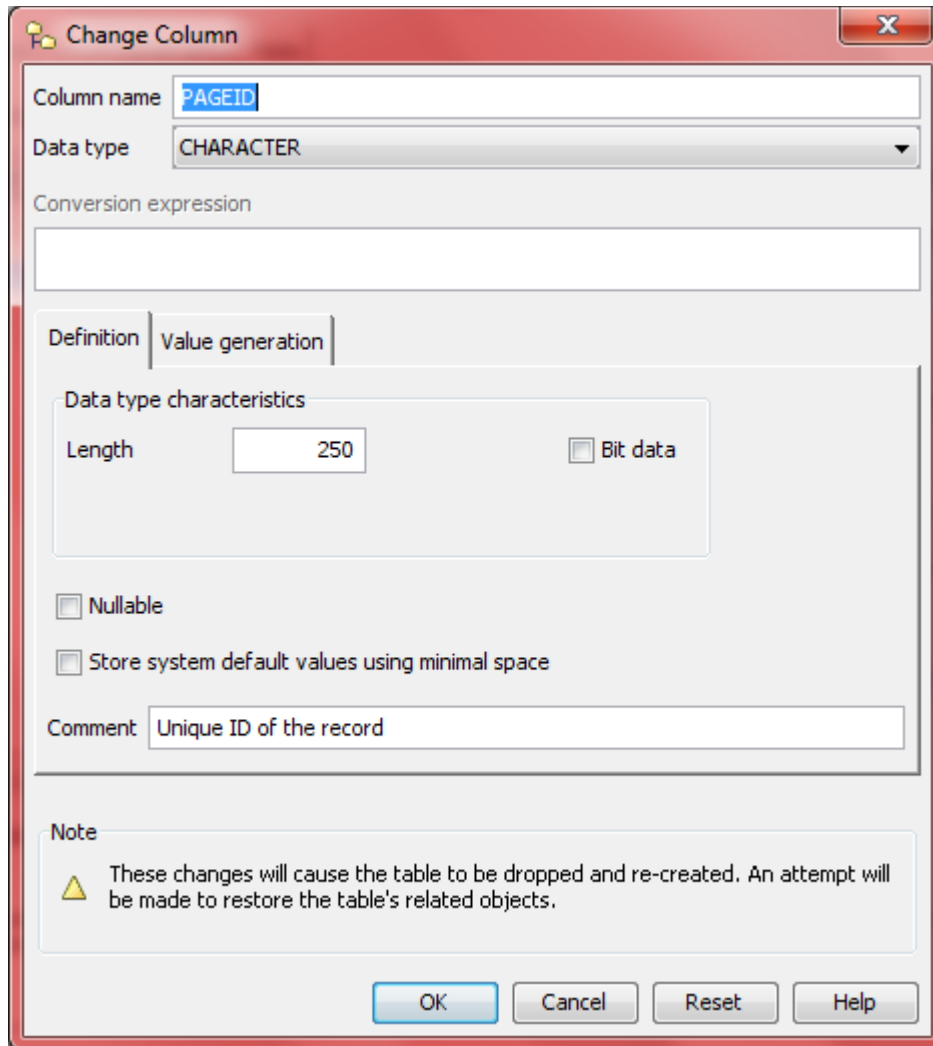 Change Column
Column name PAGEID
Data type CHARACTER
Conversion expression
Definition Value generation
Data type characteristics
Length 250 Bit data
Nullable
Store system default values using minimal space
Comment Unique ID of the record
Note
These changes will cause the table to be dropped and re-created. An attempt will
be made to restore the table's related objects.
OK Cancel Reset Help